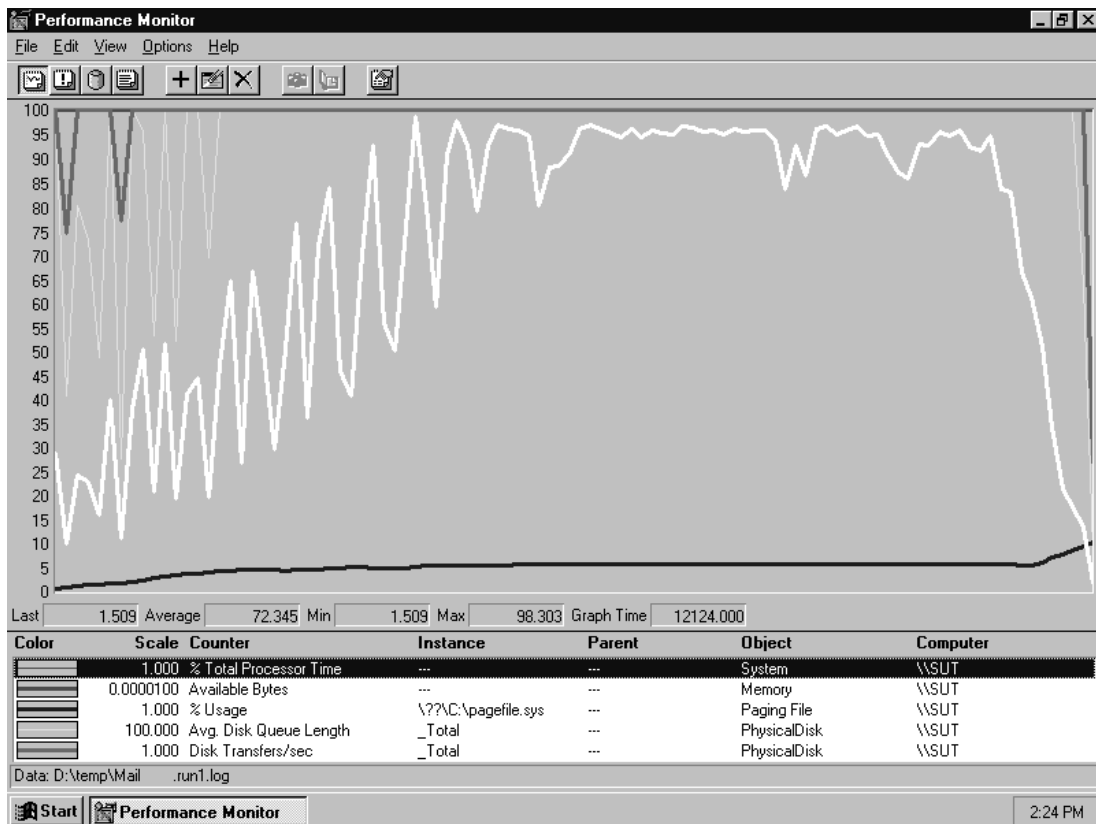 Performance Monitor
File Edit View Options Help
100
95
90
85
80
75
70
65
60
55
50
45
40
35
30
25
20
15
10
5
0
Last 1.509 Average 72.345 Min 1.509 Max 98.303 Graph Time 12124.000
Color Scale Counter Instance Parent Object Computer
1.000 % Total Processor Time --- --- System \\SUT
0.0000100 Available Bytes --- --- Memory \\SUT
1.000 % Usage \??\C:\pagefile.sys --- Paging File \\SUT
100.000 Avg. Disk Queue Length _Total --- PhysicalDisk \\SUT
1.000 Disk Transfers/sec _Total --- PhysicalDisk \\SUT
Data: D:\temp\Mail .run1.log
Start Performance Monitor 2:24 PM